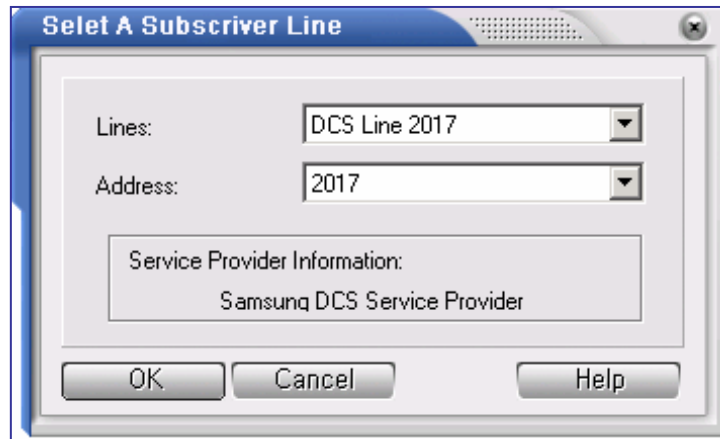 Selet A Subscriver Line
Lines: DCS Line 2017
Address: 2017
Service Provider Information:
Samsung DCS Service Provider
OK Cancel Help